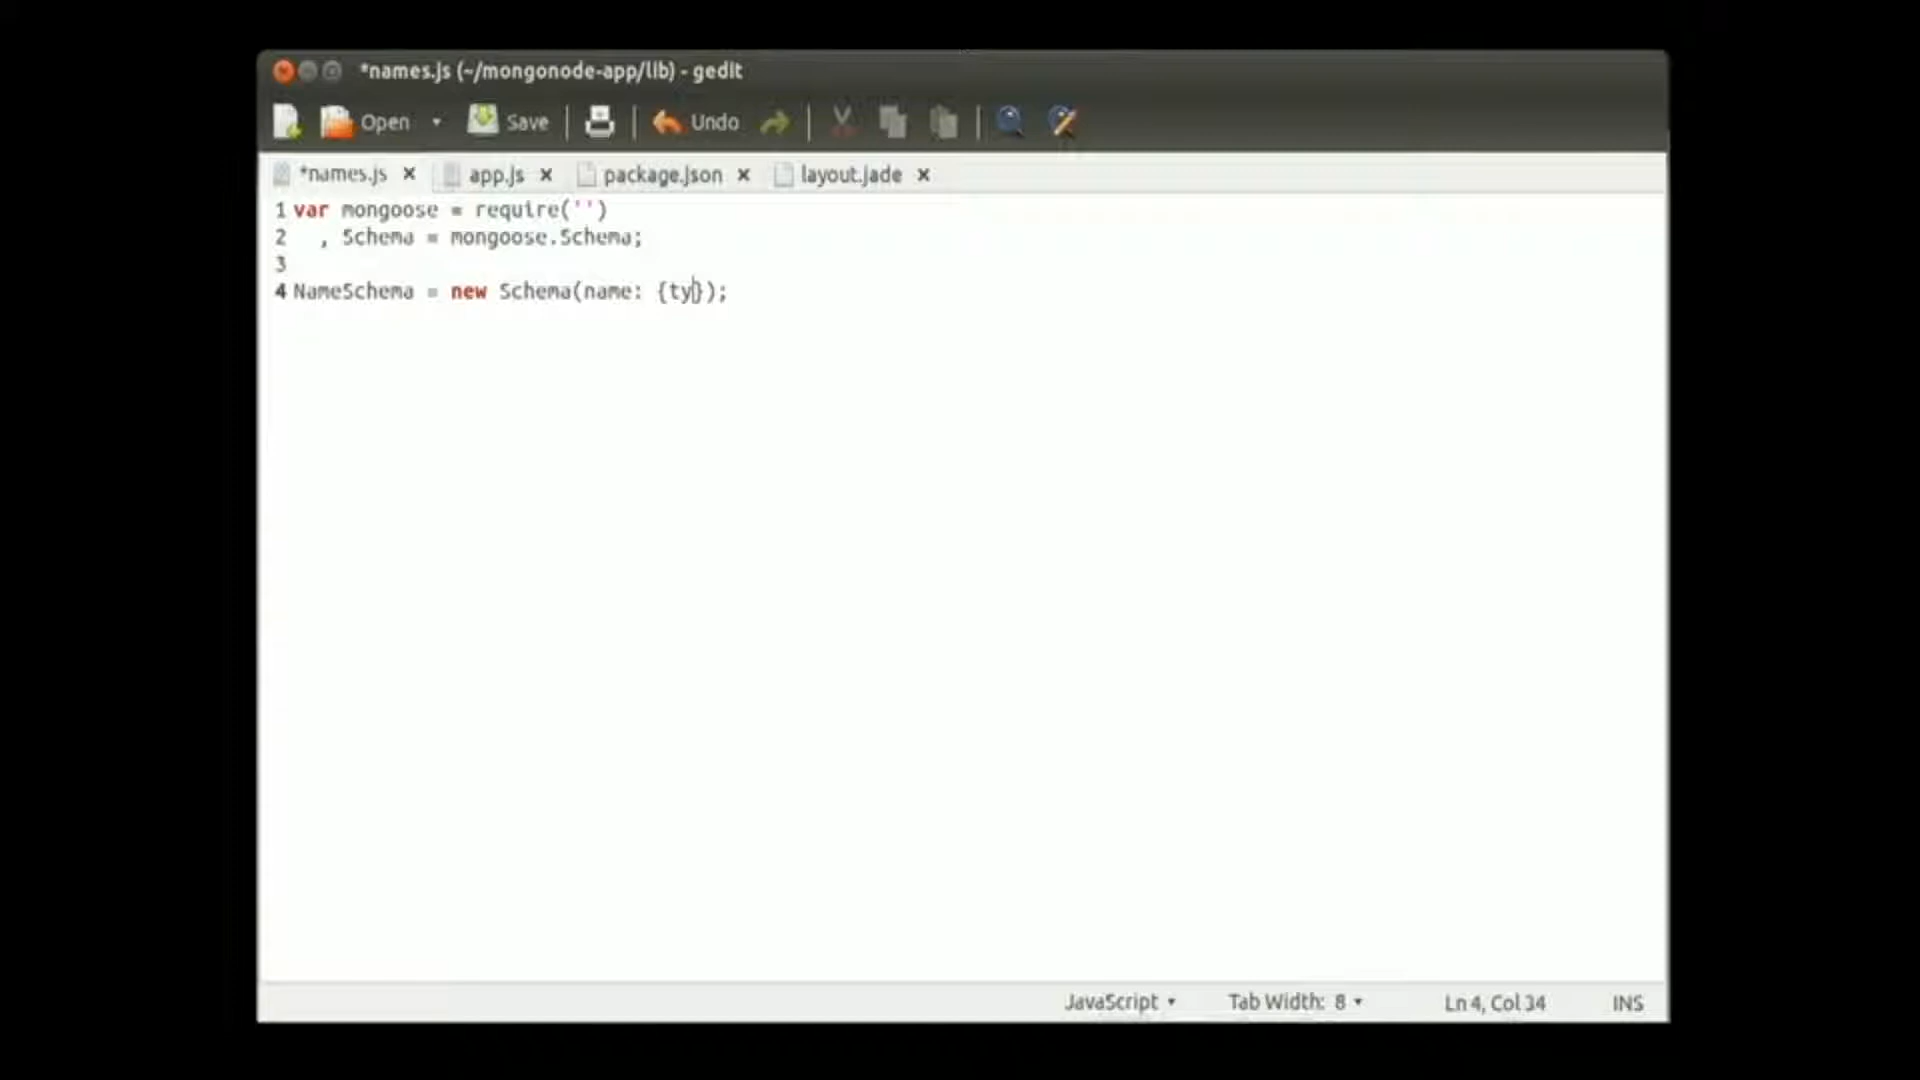 *names.js (~/mongonode-app/lib) - gedit
Open Save Undo
*names.js app.js package.json layout.jade
1 var mongoose = require('')
2   , Schema = mongoose.Schema;
3
4 NameSchema = new Schema(name: {ty});
JavaScript Tab Width: 8 Ln 4, Col 34 INS